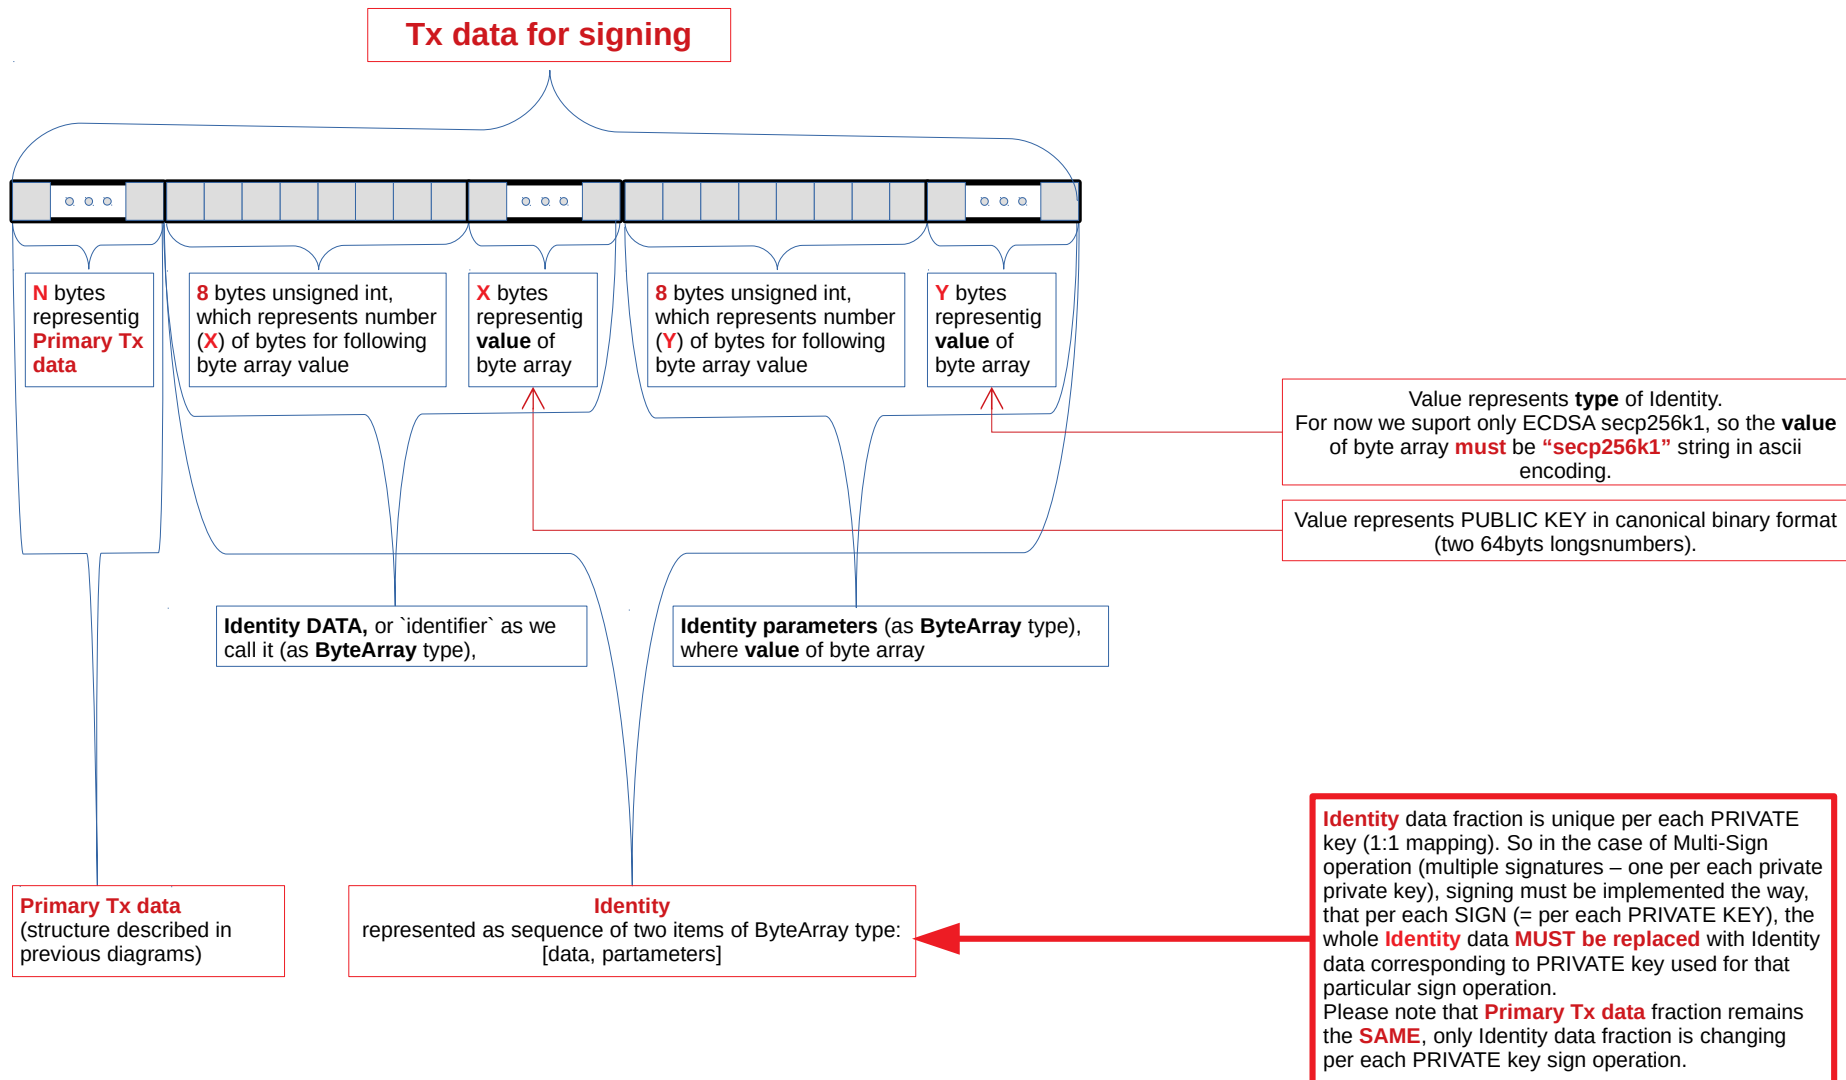 Tx data for signing
N bytes
representig
Primary Tx
data
8 bytes unsigned int,
which represents number
(X) of bytes for following
byte array value
X bytes
representig
value of
byte array
8 bytes unsigned int,
which represents number
(Y) of bytes for following
byte array value
Y bytes
representig
value of
byte array
Value represents type of Identity.
For now we suport only ECDSA secp256k1, so the value
of byte array must be “secp256k1” string in ascii
encoding.
Value represents PUBLIC KEY in canonical binary format
(two 64byts longsnumbers).
Identity DATA, or `identifier` as we
call it (as ByteArray type),
Identity parameters (as ByteArray type),
where value of byte array
Primary Tx data
(structure described in
previous diagrams)
Identity
represented as sequence of two items of ByteArray type:
[data, partameters]
Identity data fraction is unique per each PRIVATE
key (1:1 mapping). So in the case of Multi-Sign
operation (multiple signatures – one per each private
private key), signing must be implemented the way,
that per each SIGN (= per each PRIVATE KEY), the
whole Identity data MUST be replaced with Identity
data corresponding to PRIVATE key used for that
particular sign operation.
Please note that Primary Tx data fraction remains
the SAME, only Identity data fraction is changing
per each PRIVATE key sign operation.